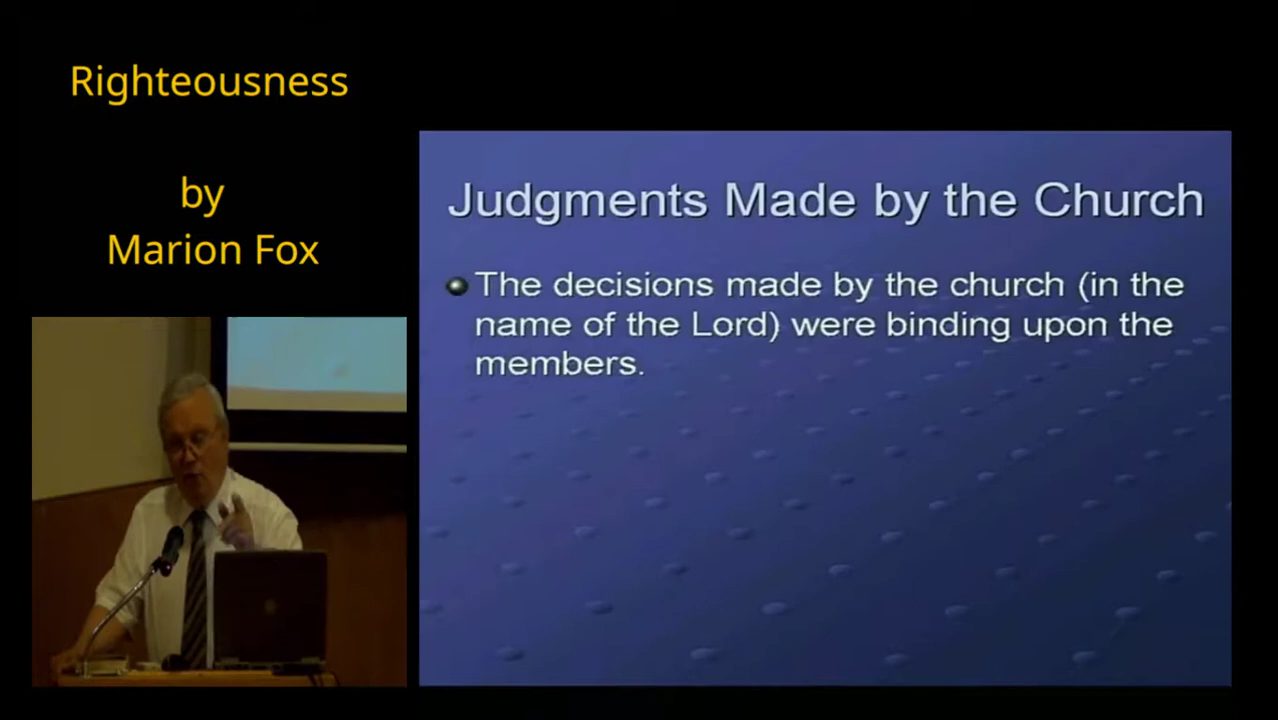 Righteousness
by
Marion Fox
Judgments Made by the Church
The decisions made by the church (in the
name of the Lord) were binding upon the
members.